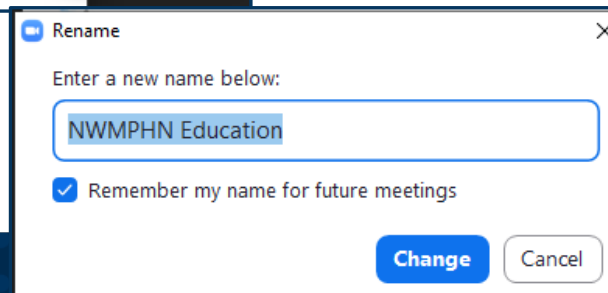 Rename
Enter a new name below:
NWMPHN Education
Remember my name for future meetings
Change Cancel